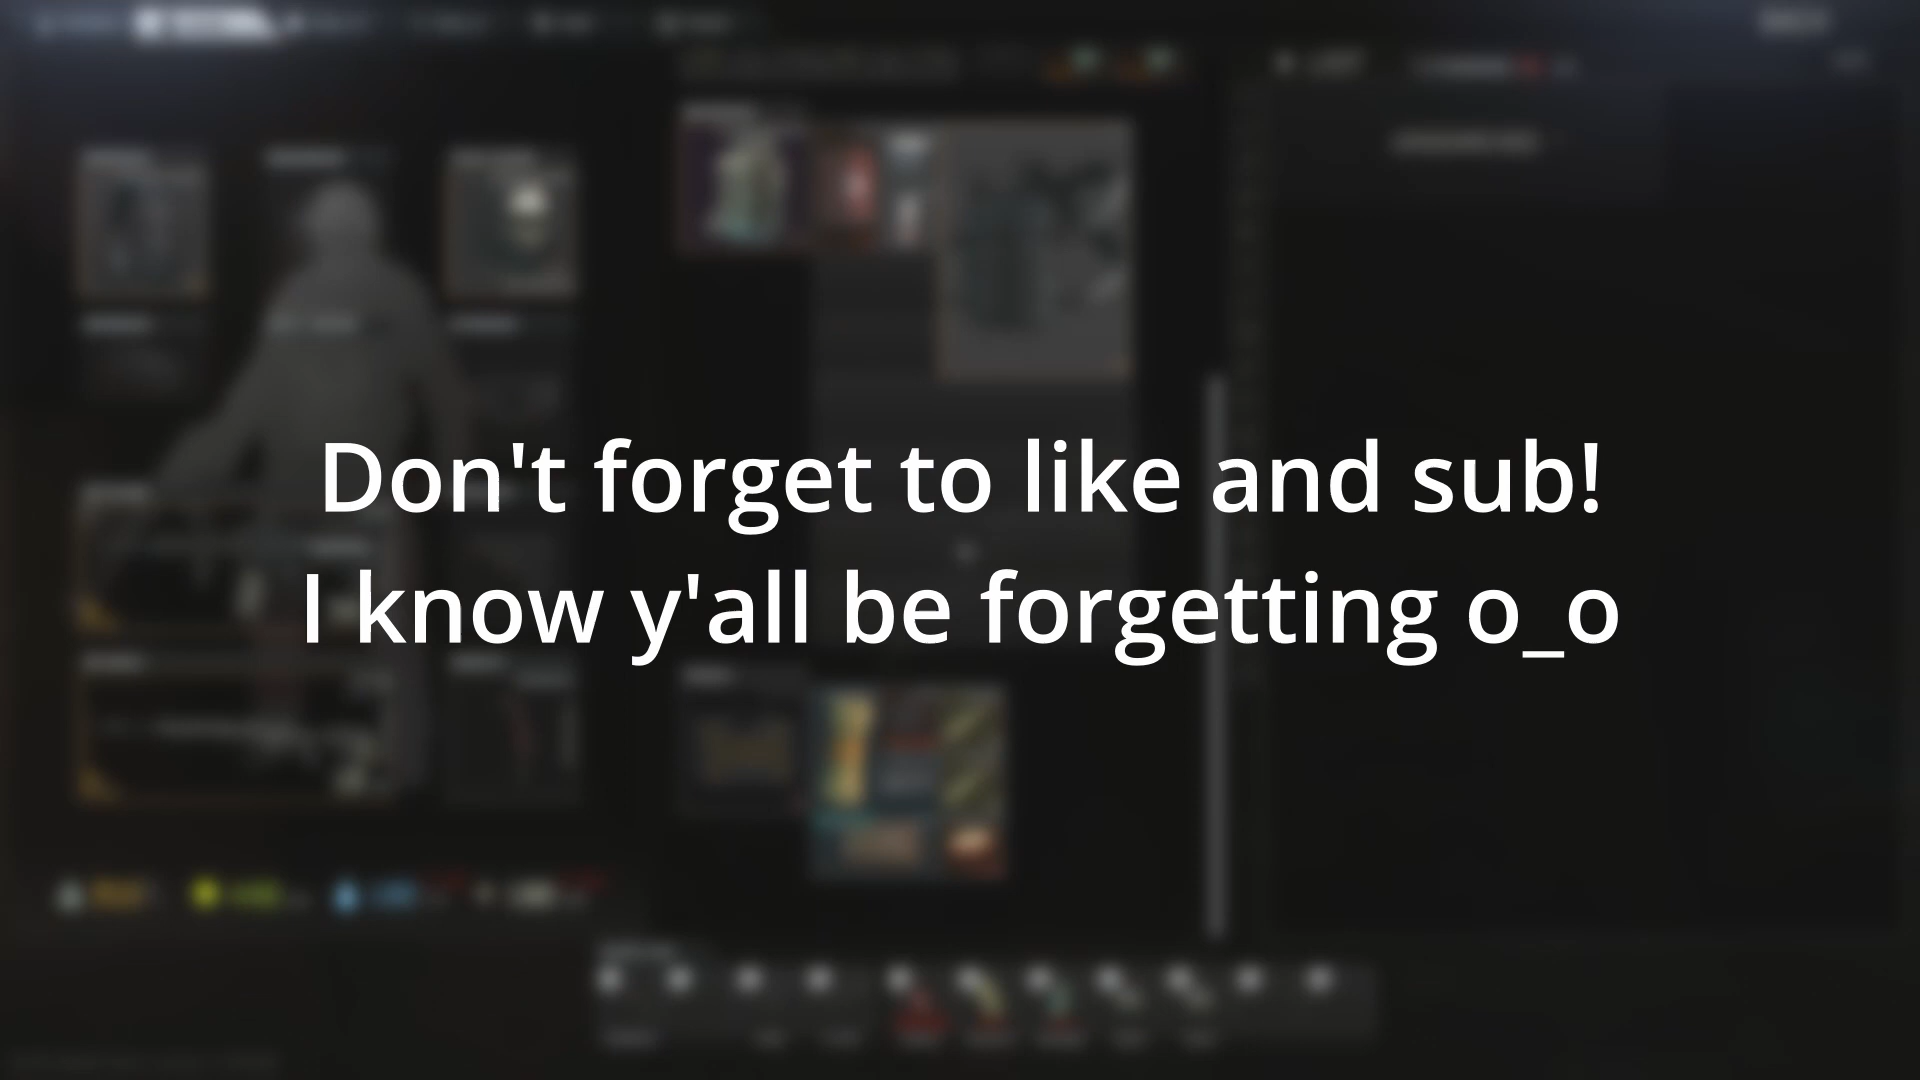 Don't forget to like and sub!
I know y'all be forgetting o_o